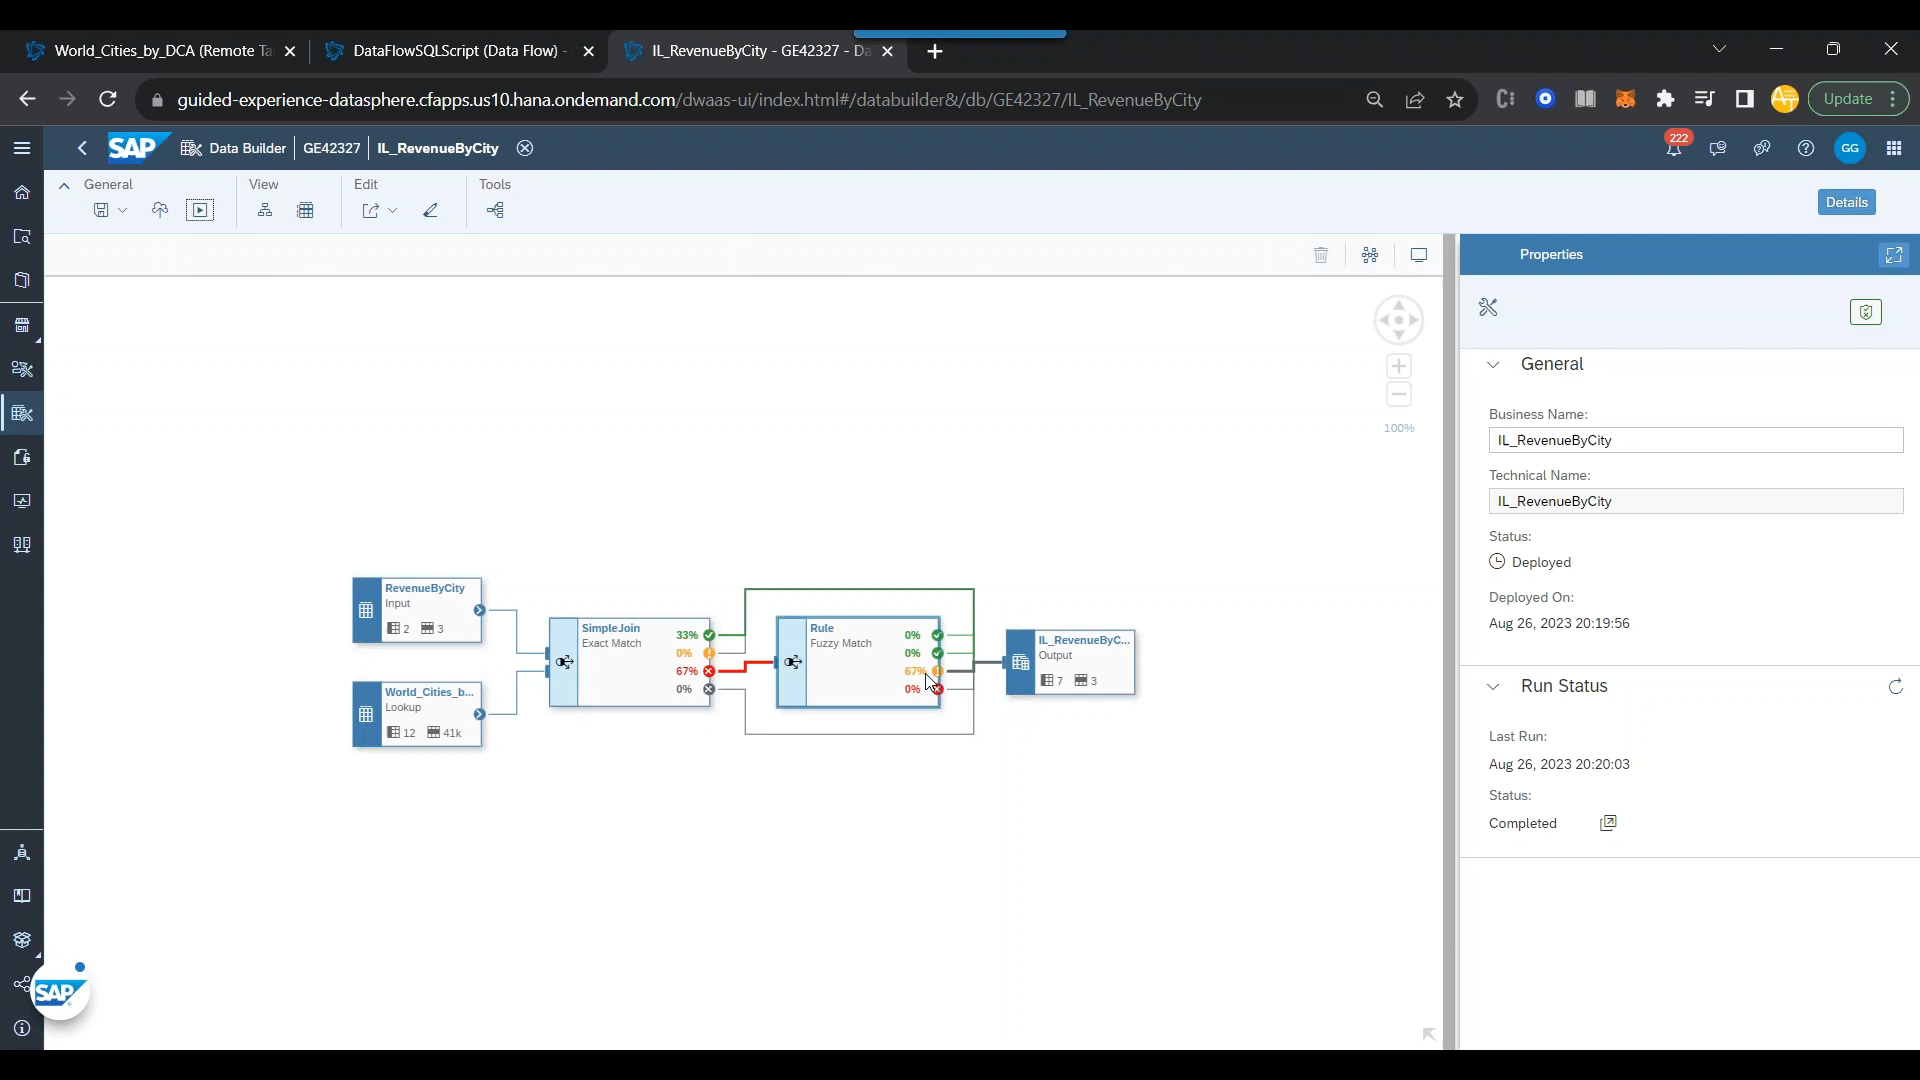 World_Cities_by_DCA (Remote Ta
DataFlowSQLScript (Data Flow) -
IL_RevenueByCity - GE42327 - Da
guided-experience-datasphere.cfapps.us10.hana.ondemand.com/dwaas-ui/index.html#/databuilder&/db/GE42327/IL_RevenueByCity
Update
SAP
Data Builder
GE42327
IL_RevenueByCity
222
GG
General
View
Edit
Tools
Details
Properties
100%
General
Business Name:
IL_RevenueByCity
Technical Name:
IL_RevenueByCity
Status:
Deployed
Deployed On:
Aug 26, 2023 20:19:56
Run Status
Last Run:
Aug 26, 2023 20:20:03
Status:
Completed
RevenueByCity
Input
2 3
World_Cities_b...
Lookup
12 41k
SimpleJoin
Exact Match
33%
0%
67%
0%
Rule
Fuzzy Match
0%
0%
67%
0%
IL_RevenueByC...
Output
7 3
SAP